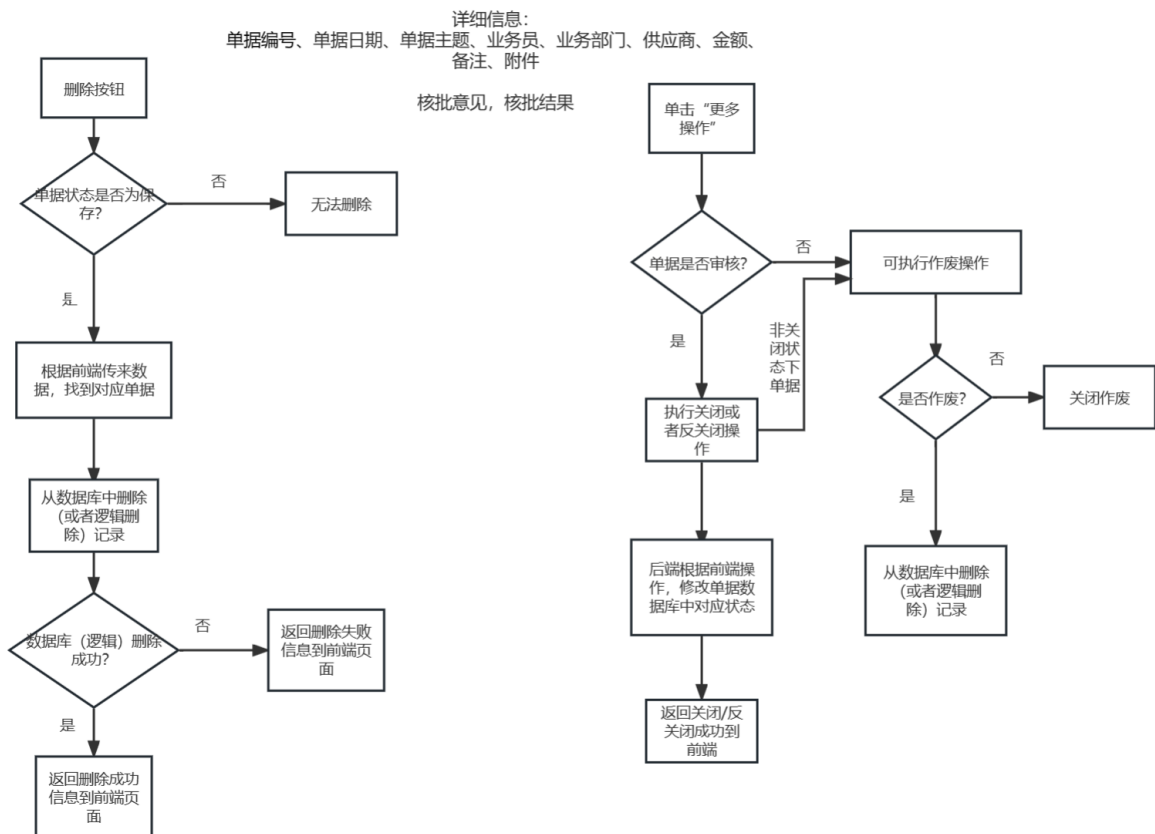 详细信息：
单据编号、单据日期、单据主题、业务员、业务部门、供应商、金额、
备注、附件
核批意见，核批结果
删除按钮
单据状态是否为保
存？
否
无法删除
是
根据前端传来数
据，找到对应单据
从数据库中删除
（或者逻辑删
除）记录
数据库（逻辑）删除
成功？
否
返回删除失败
信息到前端页
面
是
返回删除成功
信息到前端页
面
单击“更多
操作”
单据是否审核？
否
可执行作废操作
是
非关
闭状
态下
单据
执行关闭或
者反关闭操
作
后端根据前端操
作，修改单据数
据库中对应状态
返回关闭/反
关闭成功到
前端
是否作废？
否
关闭作废
是
从数据库中删除
（或者逻辑删
除）记录